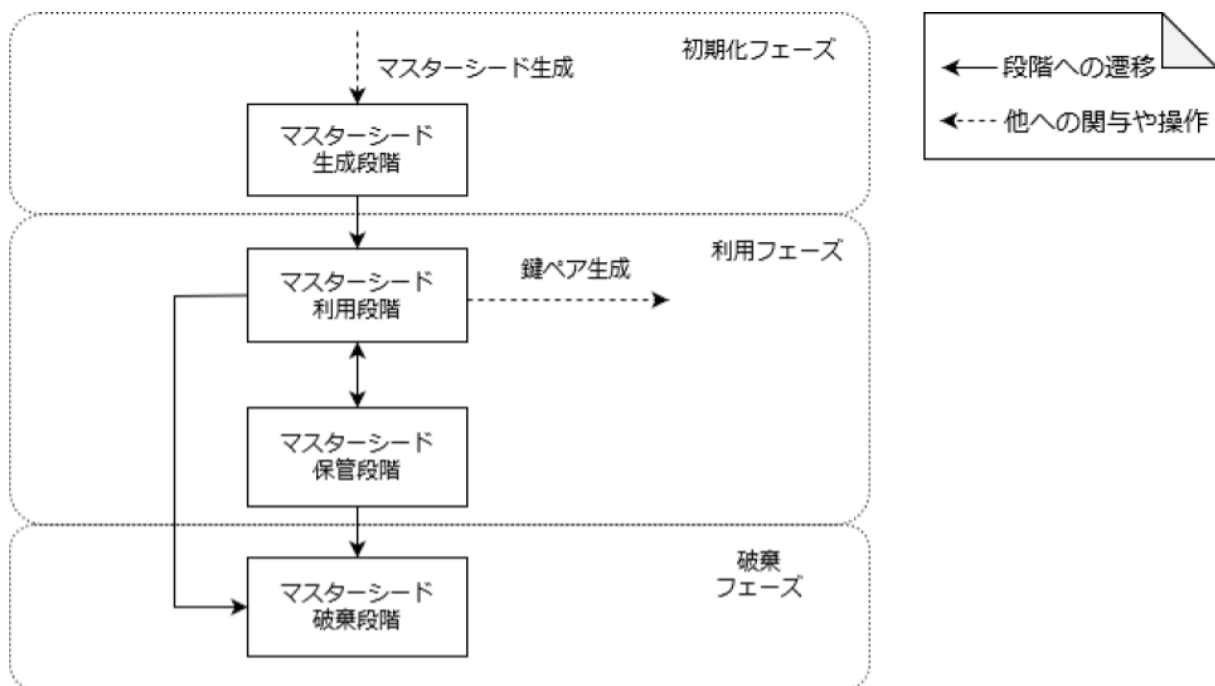 初期化フェーズ
マスターシード生成
マスターシード
生成段階
利用フェーズ
鍵ペア生成
マスターシード
利用段階
マスターシード
保管段階
破棄
フェーズ
マスターシード
破棄段階
段階への遷移
他への関与や操作